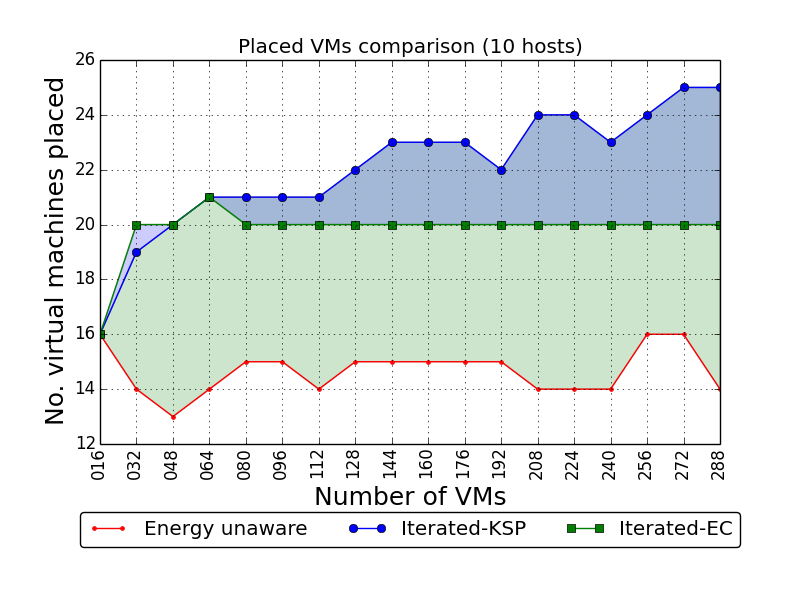 Placed VMs comparison (10 hosts)
No. virtual machines placed
26
24
22
20
18
16
14
12
016 032 048 064 080 096 112 128 144 160 176 192 208 224 240 256 272 288
Number of VMs
Energy unaware Iterated-KSP Iterated-EC